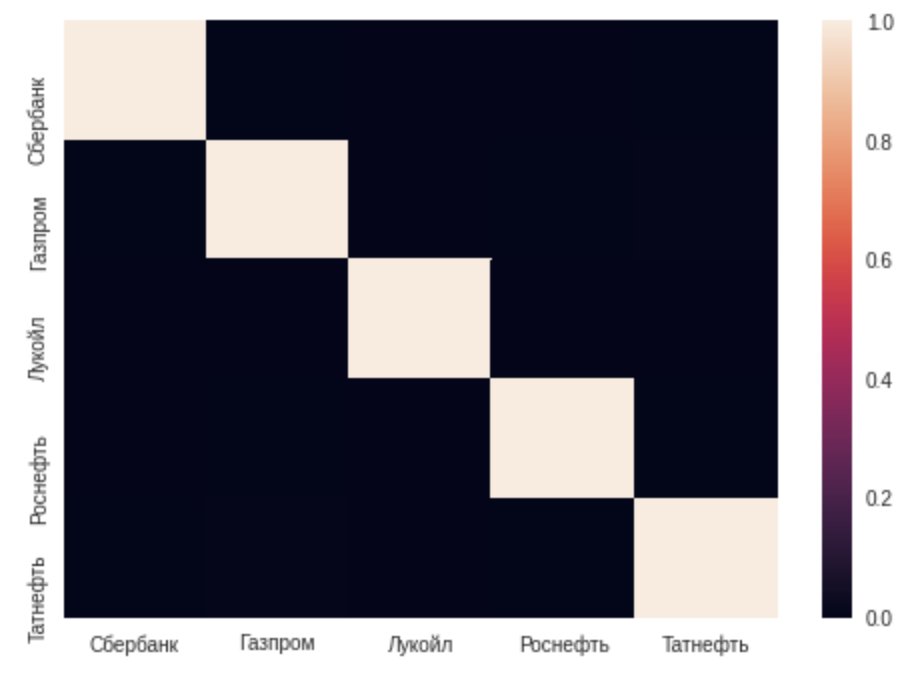 Сбербанк
Газпром
Лукойл
Роснефть
Татнефть
Сбербанк
Газпром
Лукойл
Роснефть
Татнефть
1.0
0.8
0.6
0.4
0.2
0.0